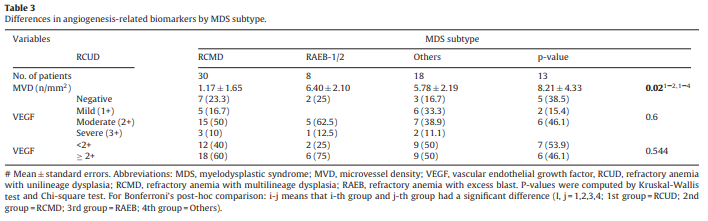 Table 3
Differences in angiogenesis-related biomarkers by MDS subtype.
Variables MDS subtype
RCUD RCMD RAEB-1/2 Others p-value
No. of patients 30 8 18 13
MVD (n/mm²) 1.17 ± 1.65 6.40 ± 2.10 5.78 ± 2.19 8.21 ± 4.33 0.02¹⁻²,¹⁻⁴
Negative 7 (23.3) 2 (25) 3 (16.7) 5 (38.5)
Mild (1+) 5 (16.7) 6 (33.3) 2 (15.4)
VEGF Moderate (2+) 15 (50) 5 (62.5) 7 (38.9) 6 (46.1) 0.6
Severe (3+) 3 (10) 1 (12.5) 2 (11.1)
<2+ 12 (40) 2 (25) 9 (50) 7 (53.9)
VEGF ≥ 2+ 18 (60) 6 (75) 9 (50) 6 (46.1) 0.544
# Mean ± standard errors. Abbreviations: MDS, myelodysplastic syndrome; MVD, microvessel density; VEGF, vascular endothelial growth factor, RCUD, refractory anemia
with unilineage dysplasia; RCMD, refractory anemia with multilineage dysplasia; RAEB, refractory anemia with excess blast. P-values were computed by Kruskal-Wallis
test and Chi-square test. For Bonferroni's post-hoc comparison: i-j means that i-th group and j-th group had a significant difference (I, j = 1,2,3,4; 1st group = RCUD; 2nd
group = RCMD; 3rd group = RAEB; 4th group = Others).